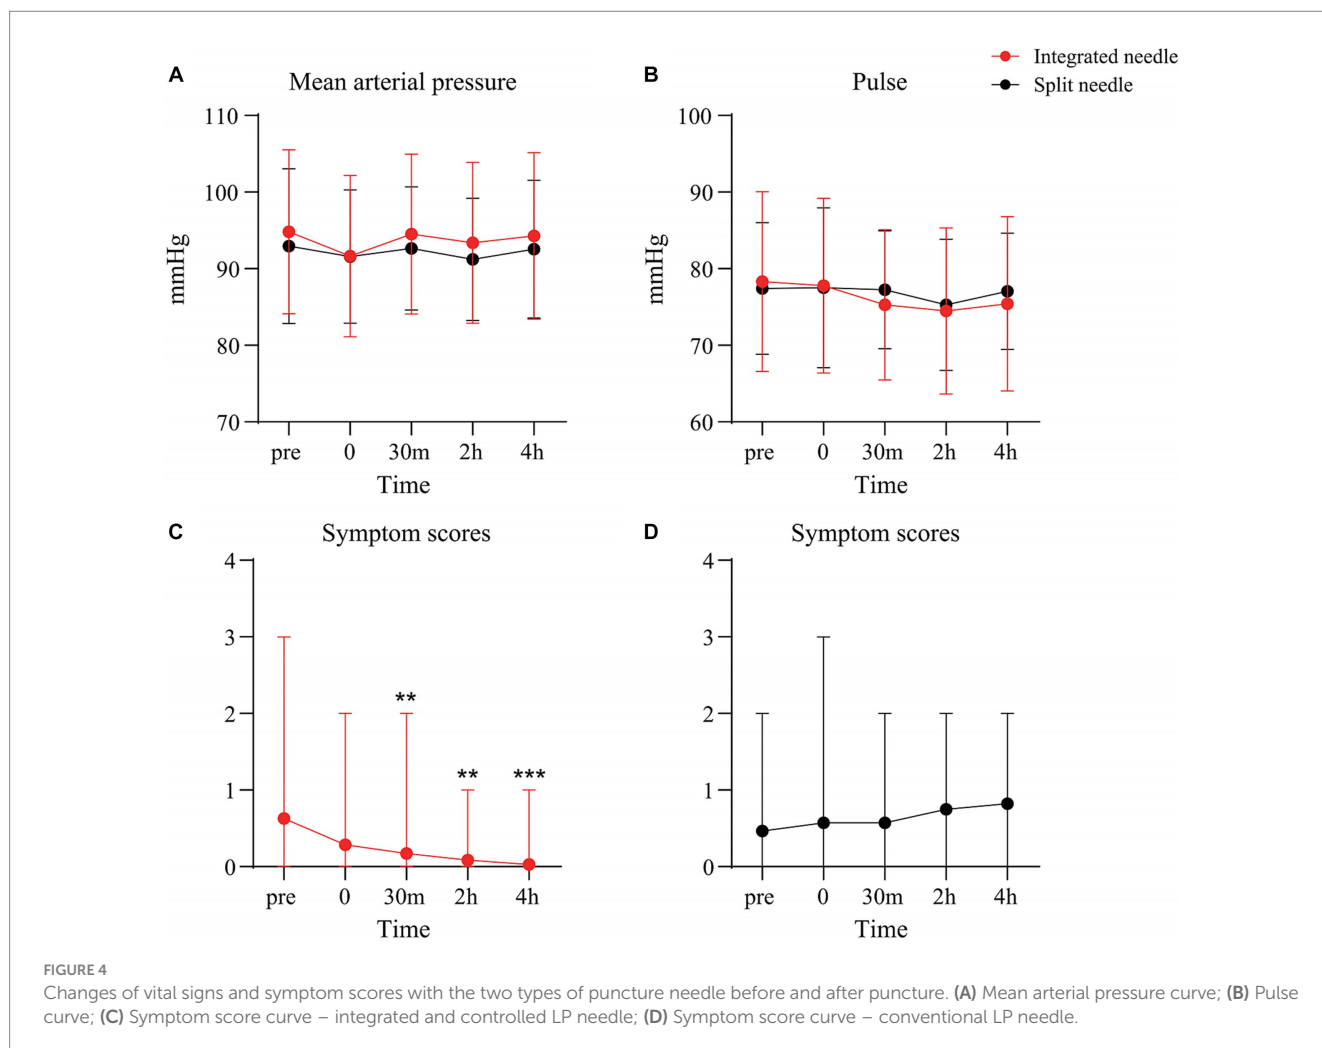 Integrated needle
Split needle
A
Mean arterial pressure
110
100
90
80
70
mmHg
pre 0 30m 2h 4h
Time
B
Pulse
100
90
80
70
60
mmHg
pre 0 30m 2h 4h
Time
C
Symptom scores
4
3
2
1
0
** ** ***
pre 0 30m 2h 4h
Time
D
Symptom scores
4
3
2
1
0
pre 0 30m 2h 4h
Time
FIGURE 4
Changes of vital signs and symptom scores with the two types of puncture needle before and after puncture. (A) Mean arterial pressure curve; (B) Pulse
curve; (C) Symptom score curve – integrated and controlled LP needle; (D) Symptom score curve – conventional LP needle.